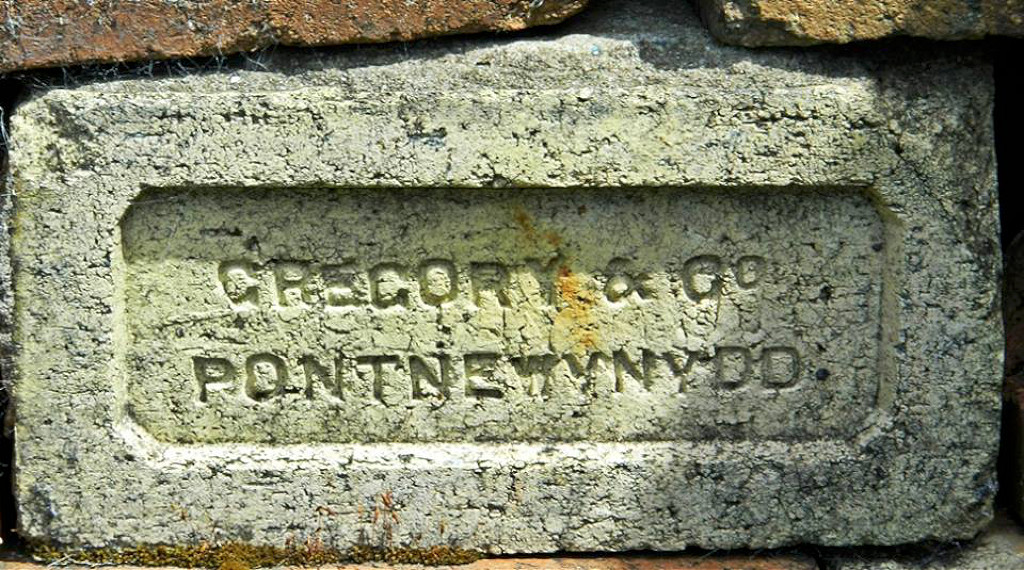 GREGORY & Co
PONTNEWYNYDD.